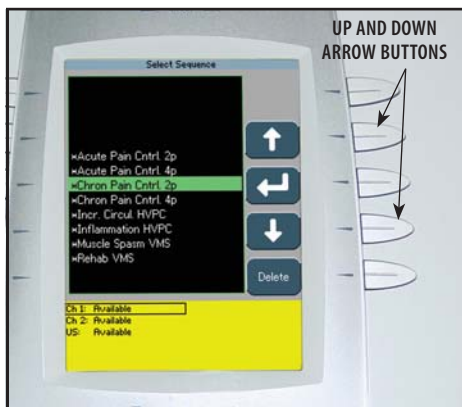 UP AND DOWN
ARROW BUTTONS
Select Sequence
*Acute Pain Cntrl. 2p
*Acute Pain Cntrl. 4p
*Chron Pain Cntrl. 2p
*Chron Pain Cntrl. 4p
*Incr. Circul. HVPC
*Inflammation HVPC
*Muscle Spasm VMS
*Rehab VMS
Delete
Ch 1: Available
Ch 2: Available
US: Available